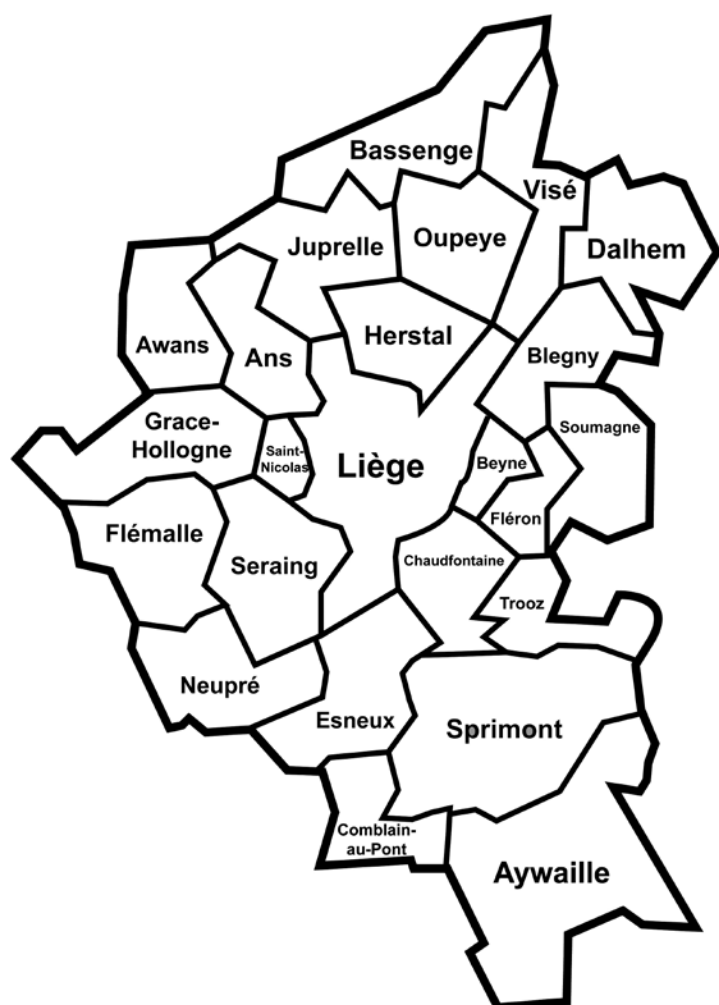 Bassenge
Visé
Juprelle
Oupeye
Dalhem
Awans
Ans
Herstal
Blegny
Grace-
Hollogne
Saint-
Nicolas
Liège
Beyne
Soumagne
Flémalle
Seraing
Fléron
Chaudfontaine
Trooz
Neupré
Esneux
Sprimont
Comblain-
au-Pont
Aywaille